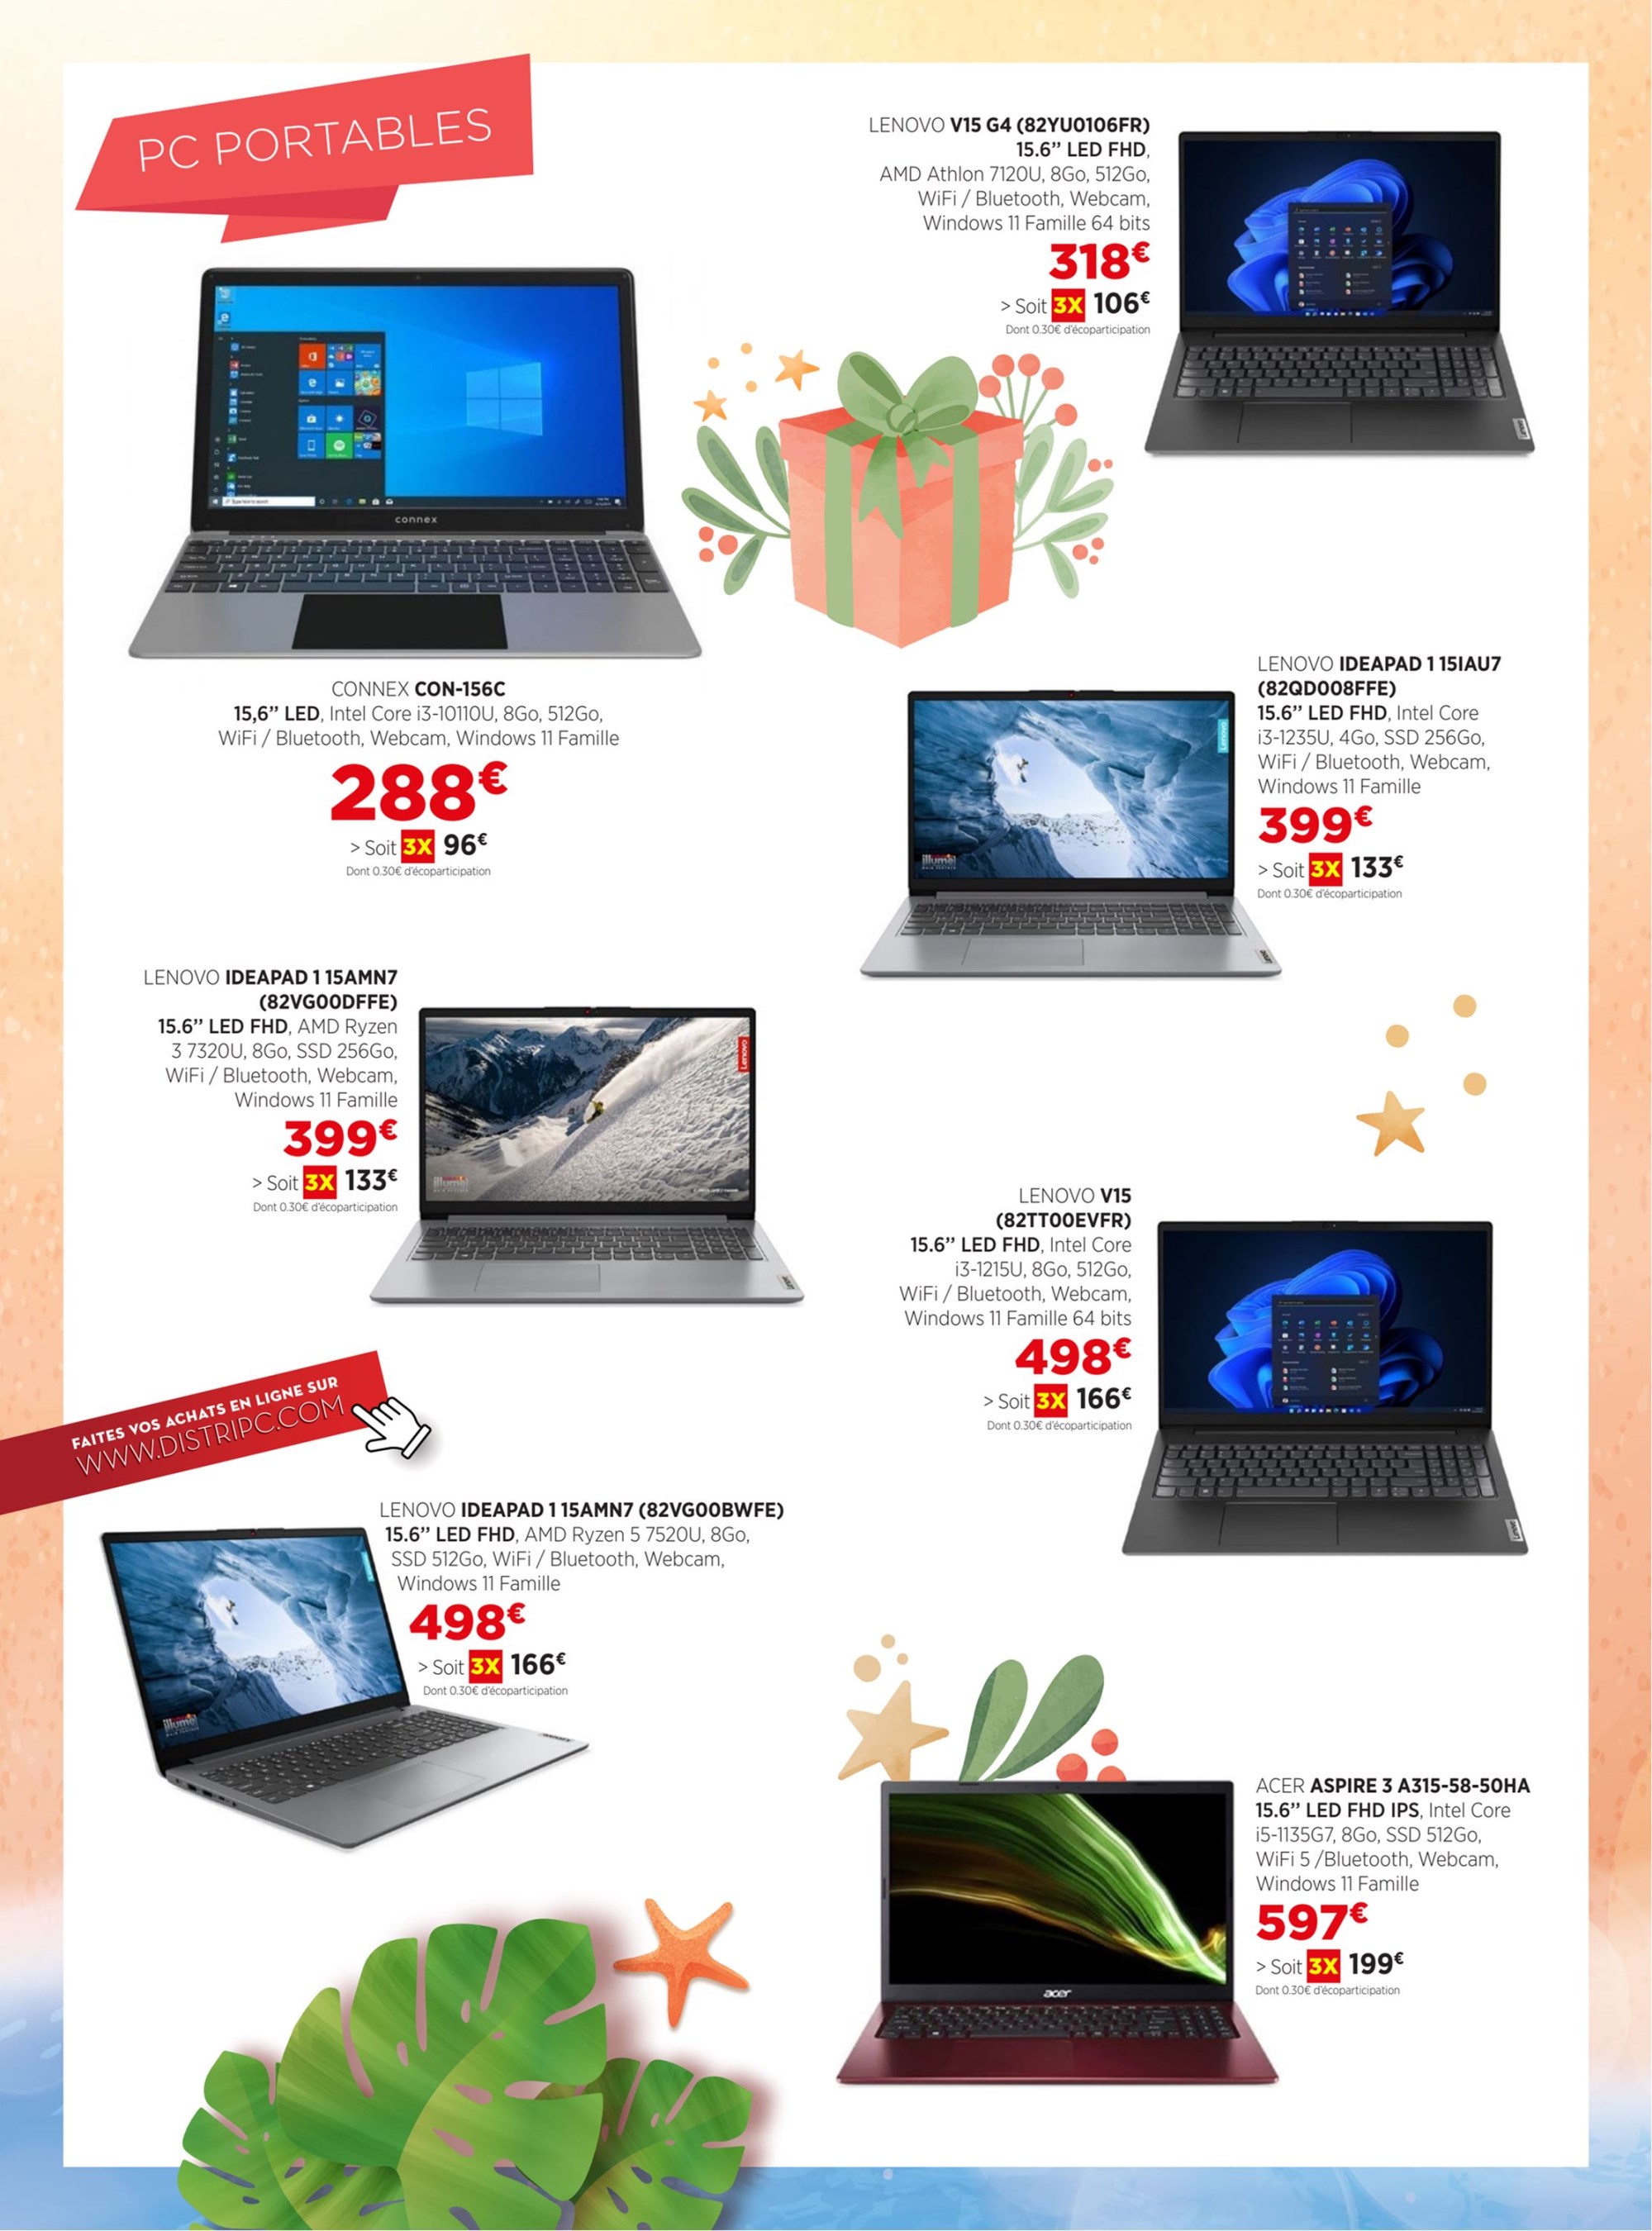 PC PORTABLES
LENOVO V15 G4 (82YU0106FR)
15.6” LED FHD,
AMD Athlon 7120U, 8Go, 512Go,
WiFi / Bluetooth, Webcam,
Windows 11 Famille 64 bits
318€
> Soit 3X 106€
Dont 0.30€ d'écoparticipation
Lenovo
connex
CONNEX CON-156C
15,6” LED, Intel Core i3-10110U, 8Go, 512Go,
WiFi / Bluetooth, Webcam, Windows 11 Famille
288€
> Soit 3X 96€
Dont 0.30€ d'écoparticipation
LENOVO IDEAPAD 1 15IAU7
(82QD008FFE)
15.6” LED FHD, Intel Core
i3-1235U, 4Go, SSD 256Go,
WiFi / Bluetooth, Webcam,
Windows 11 Famille
399€
> Soit 3X 133€
Dont 0.30€ d'écoparticipation
Lenovo
illume!
Lenovo
LENOVO IDEAPAD 1 15AMN7
(82VG00DFFE)
15.6” LED FHD, AMD Ryzen
3 7320U, 8Go, SSD 256Go,
WiFi / Bluetooth, Webcam,
Windows 11 Famille
399€
> Soit 3X 133€
Dont 0.30€ d'écoparticipation
Lenovo
illume!
Lenovo
LENOVO V15
(82TT00EVFR)
15.6” LED FHD, Intel Core
i3-1215U, 8Go, 512Go,
WiFi / Bluetooth, Webcam,
Windows 11 Famille 64 bits
498€
> Soit 3X 166€
Dont 0.30€ d'écoparticipation
Lenovo
FAITES VOS ACHATS EN LIGNE SUR
WWW.DISTRIPC.COM
LENOVO IDEAPAD 1 15AMN7 (82VG00BWFE)
15.6” LED FHD, AMD Ryzen 5 7520U, 8Go,
SSD 512Go, WiFi / Bluetooth, Webcam,
Windows 11 Famille
498€
> Soit 3X 166€
Dont 0.30€ d'écoparticipation
illume!
ACER ASPIRE 3 A315-58-50HA
15.6” LED FHD IPS, Intel Core
i5-1135G7, 8Go, SSD 512Go,
WiFi 5 /Bluetooth, Webcam,
Windows 11 Famille
597€
> Soit 3X 199€
Dont 0.30€ d'écoparticipation
acer